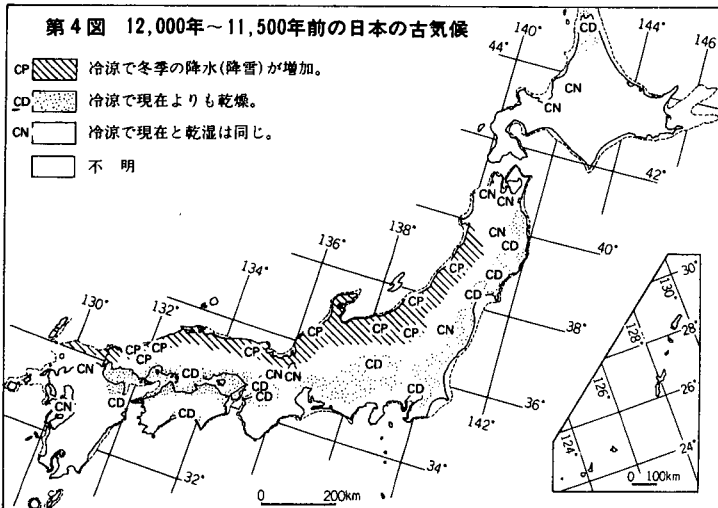 第4図 12,000年~11,500年前の日本の古気候
CP 冷涼で冬季の降水(降雪)が増加。
CD 冷涼で現在よりも乾燥。
CN 冷涼で現在と乾湿は同じ。
不明
140°
144°
146
44°
CD
CN
CN
42°
CN
CN
CN
CD
40°
138°
136°
134°
132°
130°
CP
CD
CD
CP
CP
38°
CN
CP
CP
CP
CP
CP
CP
CP
CN
CD
CN
CN
CD
CD
CD
CD
CD
CN
CD
CD
36°
142°
34°
32°
0 200km
30°
130°
28°
128°
26°
126°
24°
124°
0 100km